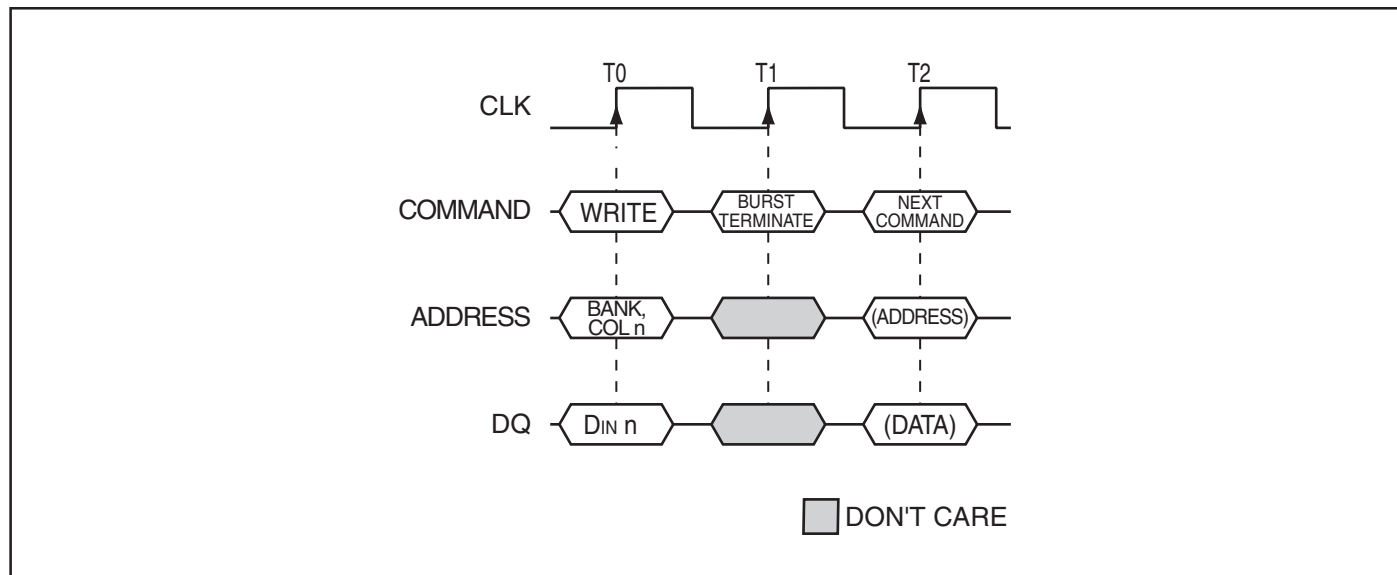 T0 T1 T2
CLK
COMMAND WRITE BURST TERMINATE NEXT COMMAND
ADDRESS BANK, COL n (ADDRESS)
DQ DIN n (DATA)
DON'T CARE